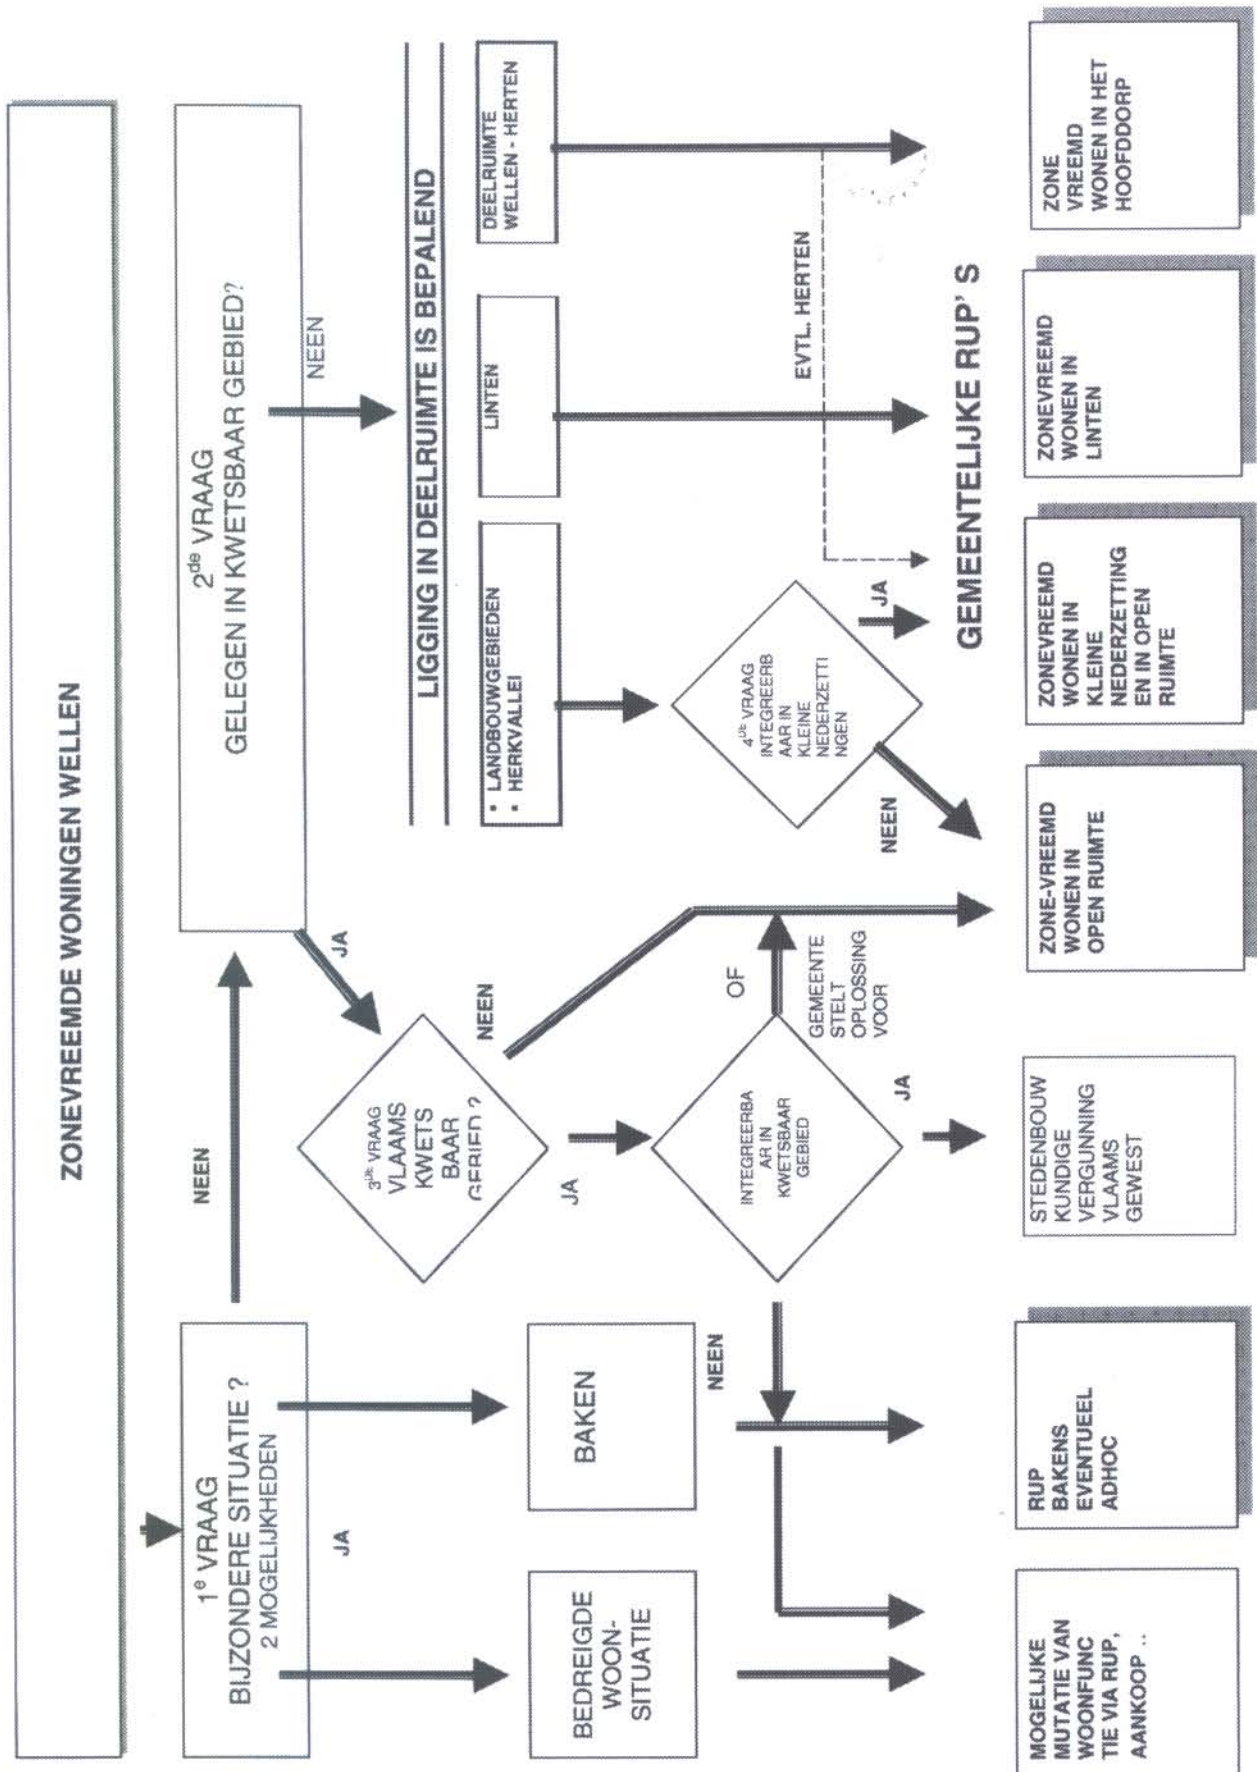 ZONEVREEMDE WONINGEN WELLEN
1e VRAAG
BIJZONDERE SITUATIE ?
2 MOGELIJKHEDEN
NEEN
2de VRAAG
GELEGEN IN KWETSBAAR GEBIED?
JA
JA
NEEN
LIGGING IN DEELRUIMTE IS BEPALEND
3DE VRAAG
VLAAMS
KWETS
BAAR
GEBIED ?
NEEN
JA
BEDREIGDE
WOON-
SITUATIE
BAKEN
▪ LANDBOUWGEBIEDEN
▪ HERKVALLEI
LINTEN
DEELRUIMTE
WELLEN - HERTEN
NEEN
INTEGREERBA
AR IN
KWETSBAAR
GEBIED
OF
GEMEENTE
STELT
OPLOSSING
VOOR
JA
4DE VRAAG
INTEGREERB
AAR IN
KLEINE
NEDERZETTI
NGEN
NEEN
JA
EVTL. HERTEN
GEMEENTELIJKE RUP' S
MOGELIJKE
MUTATIE VAN
WOONFUNC
TIE VIA RUP,
AANKOOP ..
RUP
BAKENS
EVENTUEEL
ADHOC
STEDENBOUW
KUNDIGE
VERGUNNING
VLAAMS
GEWEST
ZONE-VREEMD
WONEN IN
OPEN RUIMTE
ZONEVREEMD
WONEN IN
KLEINE
NEDERZETTING
EN IN OPEN
RUIMTE
ZONEVREEMD
WONEN IN
LINTEN
ZONE
VREEMD
WONEN IN HET
HOOFDDORP